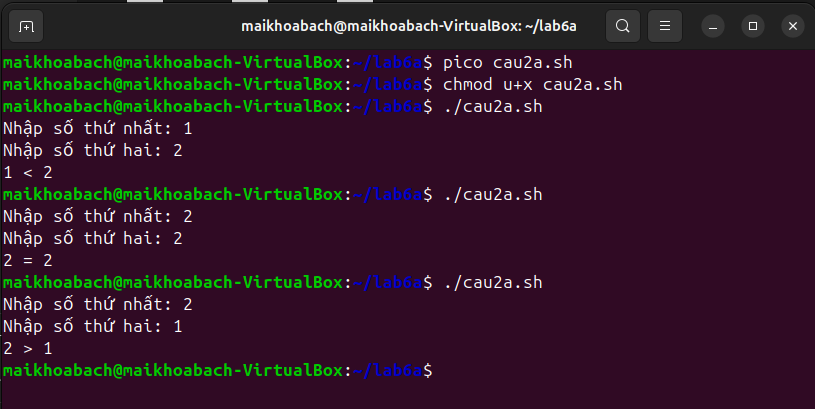 maikhoabach@maikhoabach-VirtualBox: ~/lab6a
maikhoabach@maikhoabach-VirtualBox:~/lab6a$ pico cau2a.sh
maikhoabach@maikhoabach-VirtualBox:~/lab6a$ chmod u+x cau2a.sh
maikhoabach@maikhoabach-VirtualBox:~/lab6a$ ./cau2a.sh
Nhập số thứ nhất: 1
Nhập số thứ hai: 2
1 < 2
maikhoabach@maikhoabach-VirtualBox:~/lab6a$ ./cau2a.sh
Nhập số thứ nhất: 2
Nhập số thứ hai: 2
2 = 2
maikhoabach@maikhoabach-VirtualBox:~/lab6a$ ./cau2a.sh
Nhập số thứ nhất: 2
Nhập số thứ hai: 1
2 > 1
maikhoabach@maikhoabach-VirtualBox:~/lab6a$